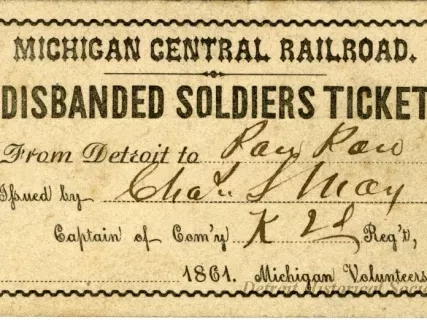 MICHIGAN CENTRAL RAILROAD.
DISBANDED SOLDIERS TICKET
From Detroit to Paw Paw
Issued by Chas. S May
Captain of Com'y K 2d Reg't,
1861. Michigan Volunteers
Detroit Historical Society